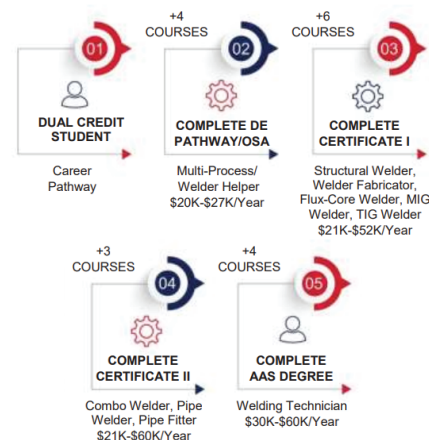 01
DUAL CREDIT
STUDENT
Career
Pathway
+4
COURSES
02
COMPLETE DE
PATHWAY/OSA
Multi-Process/
Welder Helper
$20K-$27K/Year
+6
COURSES
03
COMPLETE
CERTIFICATE I
Structural Welder,
Welder Fabricator,
Flux-Core Welder, MIG
Welder, TIG Welder
$21K-$52K/Year
+3
COURSES
04
COMPLETE
CERTIFICATE II
Combo Welder, Pipe
Welder, Pipe Fitter
$21K-$60K/Year
+4
COURSES
05
COMPLETE
AAS DEGREE
Welding Technician
$30K-$60K/Year